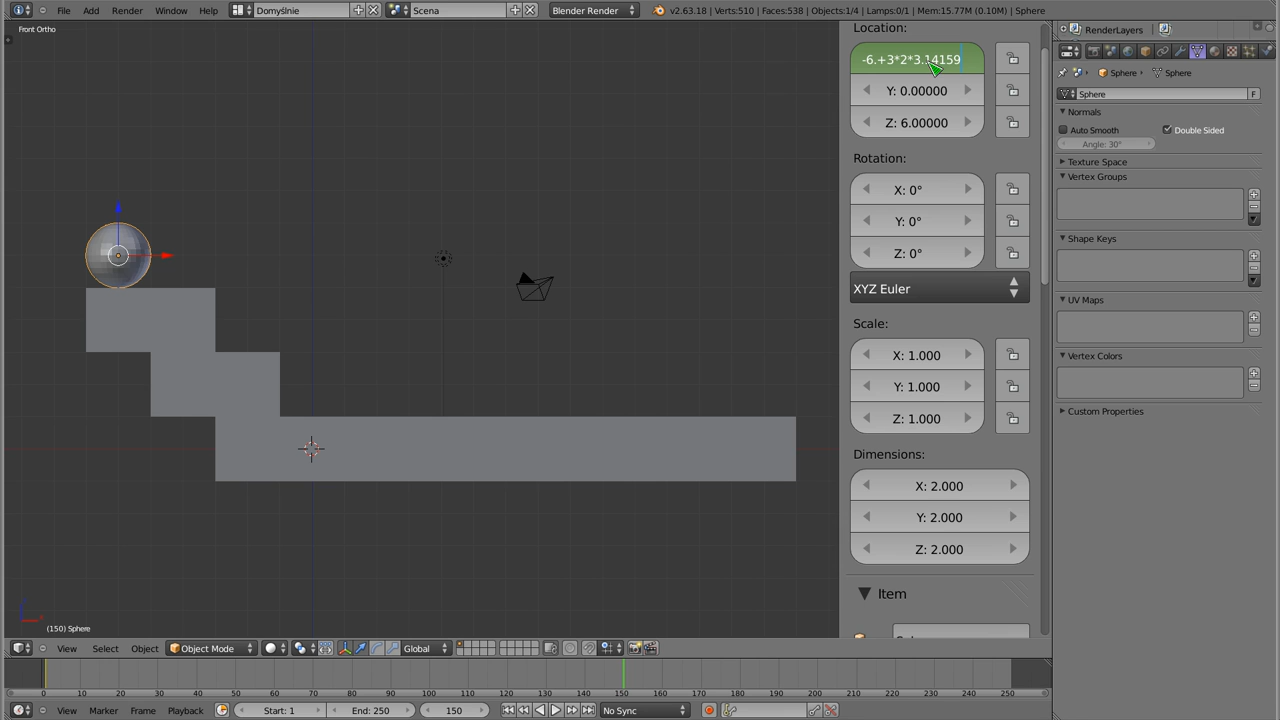 File Add Render Window Help Domyślnie Scena Blender Render v2.63.18 | Verts:510 | Faces:538 | Objects:1/4 | Lamps:0/1 | Mem:15.77M (0.10M) | Sphere
Front Ortho
Location:
-6.+3*2*3.14159
Y: 0.00000
Z: 6.00000
Rotation:
X: 0°
Y: 0°
Z: 0°
XYZ Euler
Scale:
X: 1.000
Y: 1.000
Z: 1.000
Dimensions:
X: 2.000
Y: 2.000
Z: 2.000
Item
RenderLayers
Sphere Sphere
Sphere F
Normals
Auto Smooth Double Sided
Angle: 30°
Texture Space
Vertex Groups
Shape Keys
UV Maps
Vertex Colors
Custom Properties
(150) Sphere
View Select Object Object Mode Global
0 10 20 30 40 50 60 70 80 90 100 110 120 130 140 150 160 170 180 190 200 210 220 230 240 250
View Marker Frame Playback Start: 1 End: 250 150 No Sync